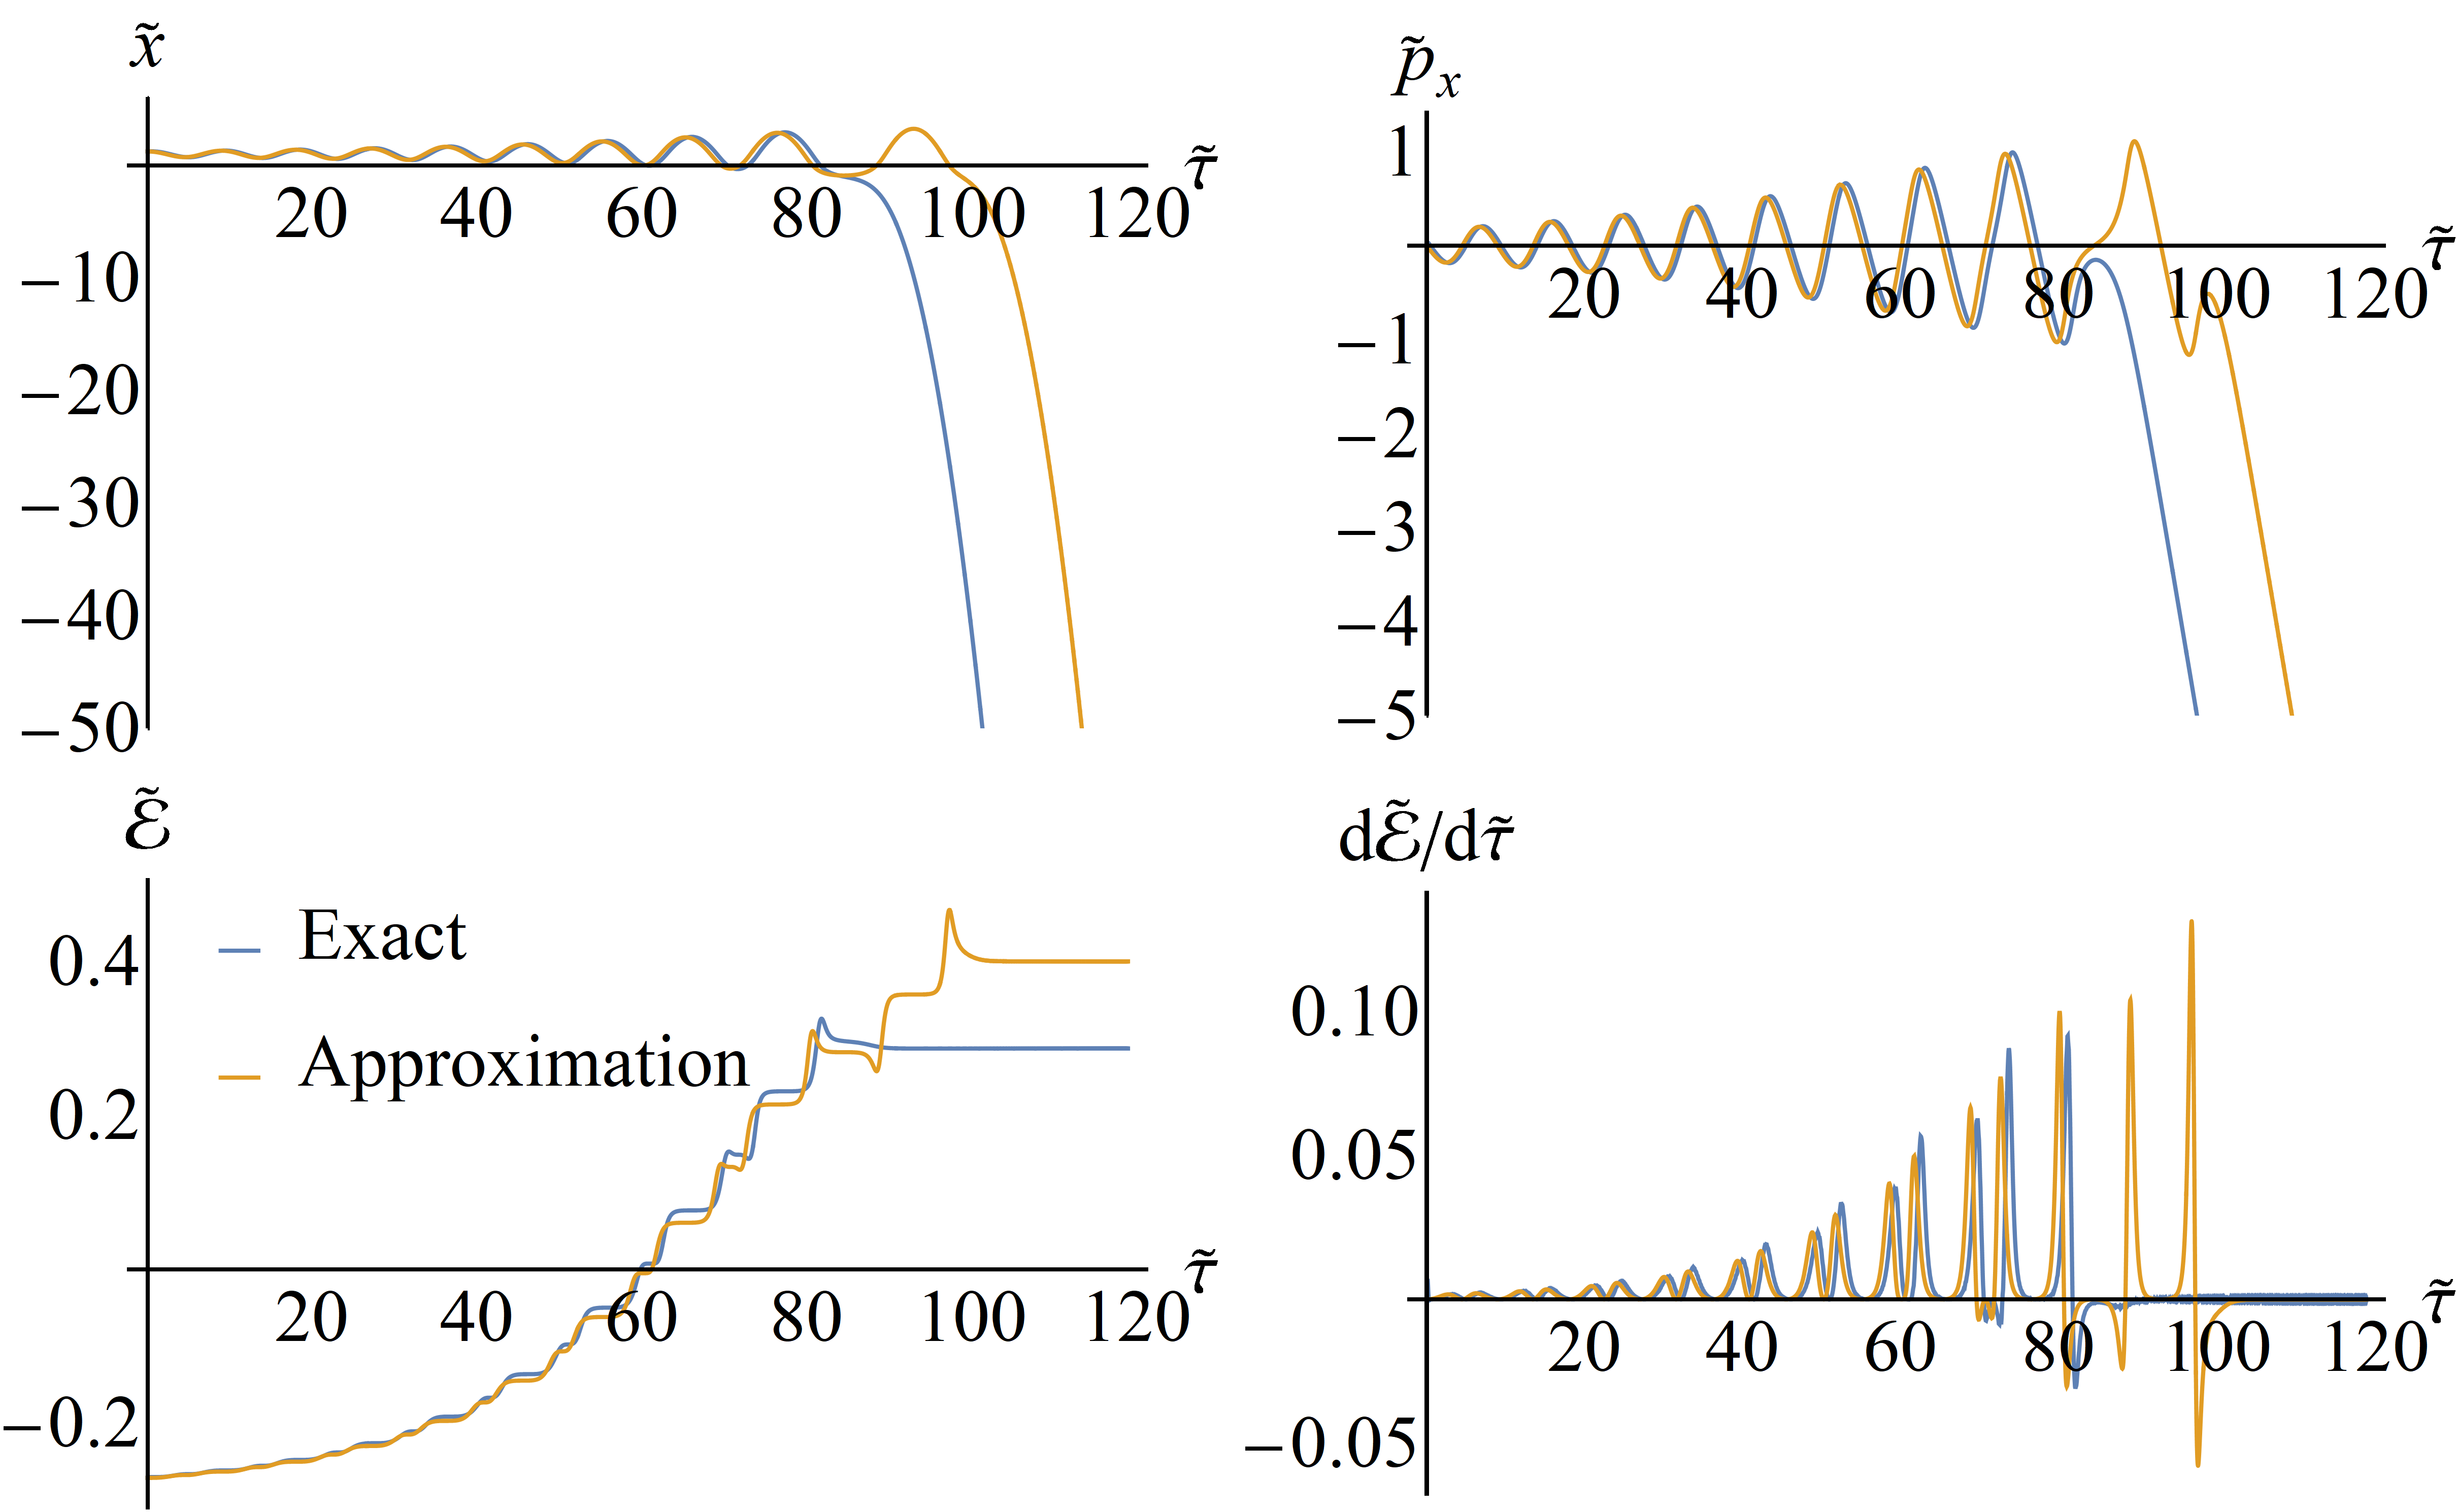 x̃
τ̃
20 40 60 80 100 120
−10
−20
−30
−40
−50
p̃x
τ̃
1
20 40 60 80 100 120
−1
−2
−3
−4
−5
ℰ̃
Exact
0.4
Approximation
0.2
τ̃
20 40 60 80 100 120
−0.2
dℰ̃/dτ̃
0.10
0.05
τ̃
20 40 60 80 100 120
−0.05